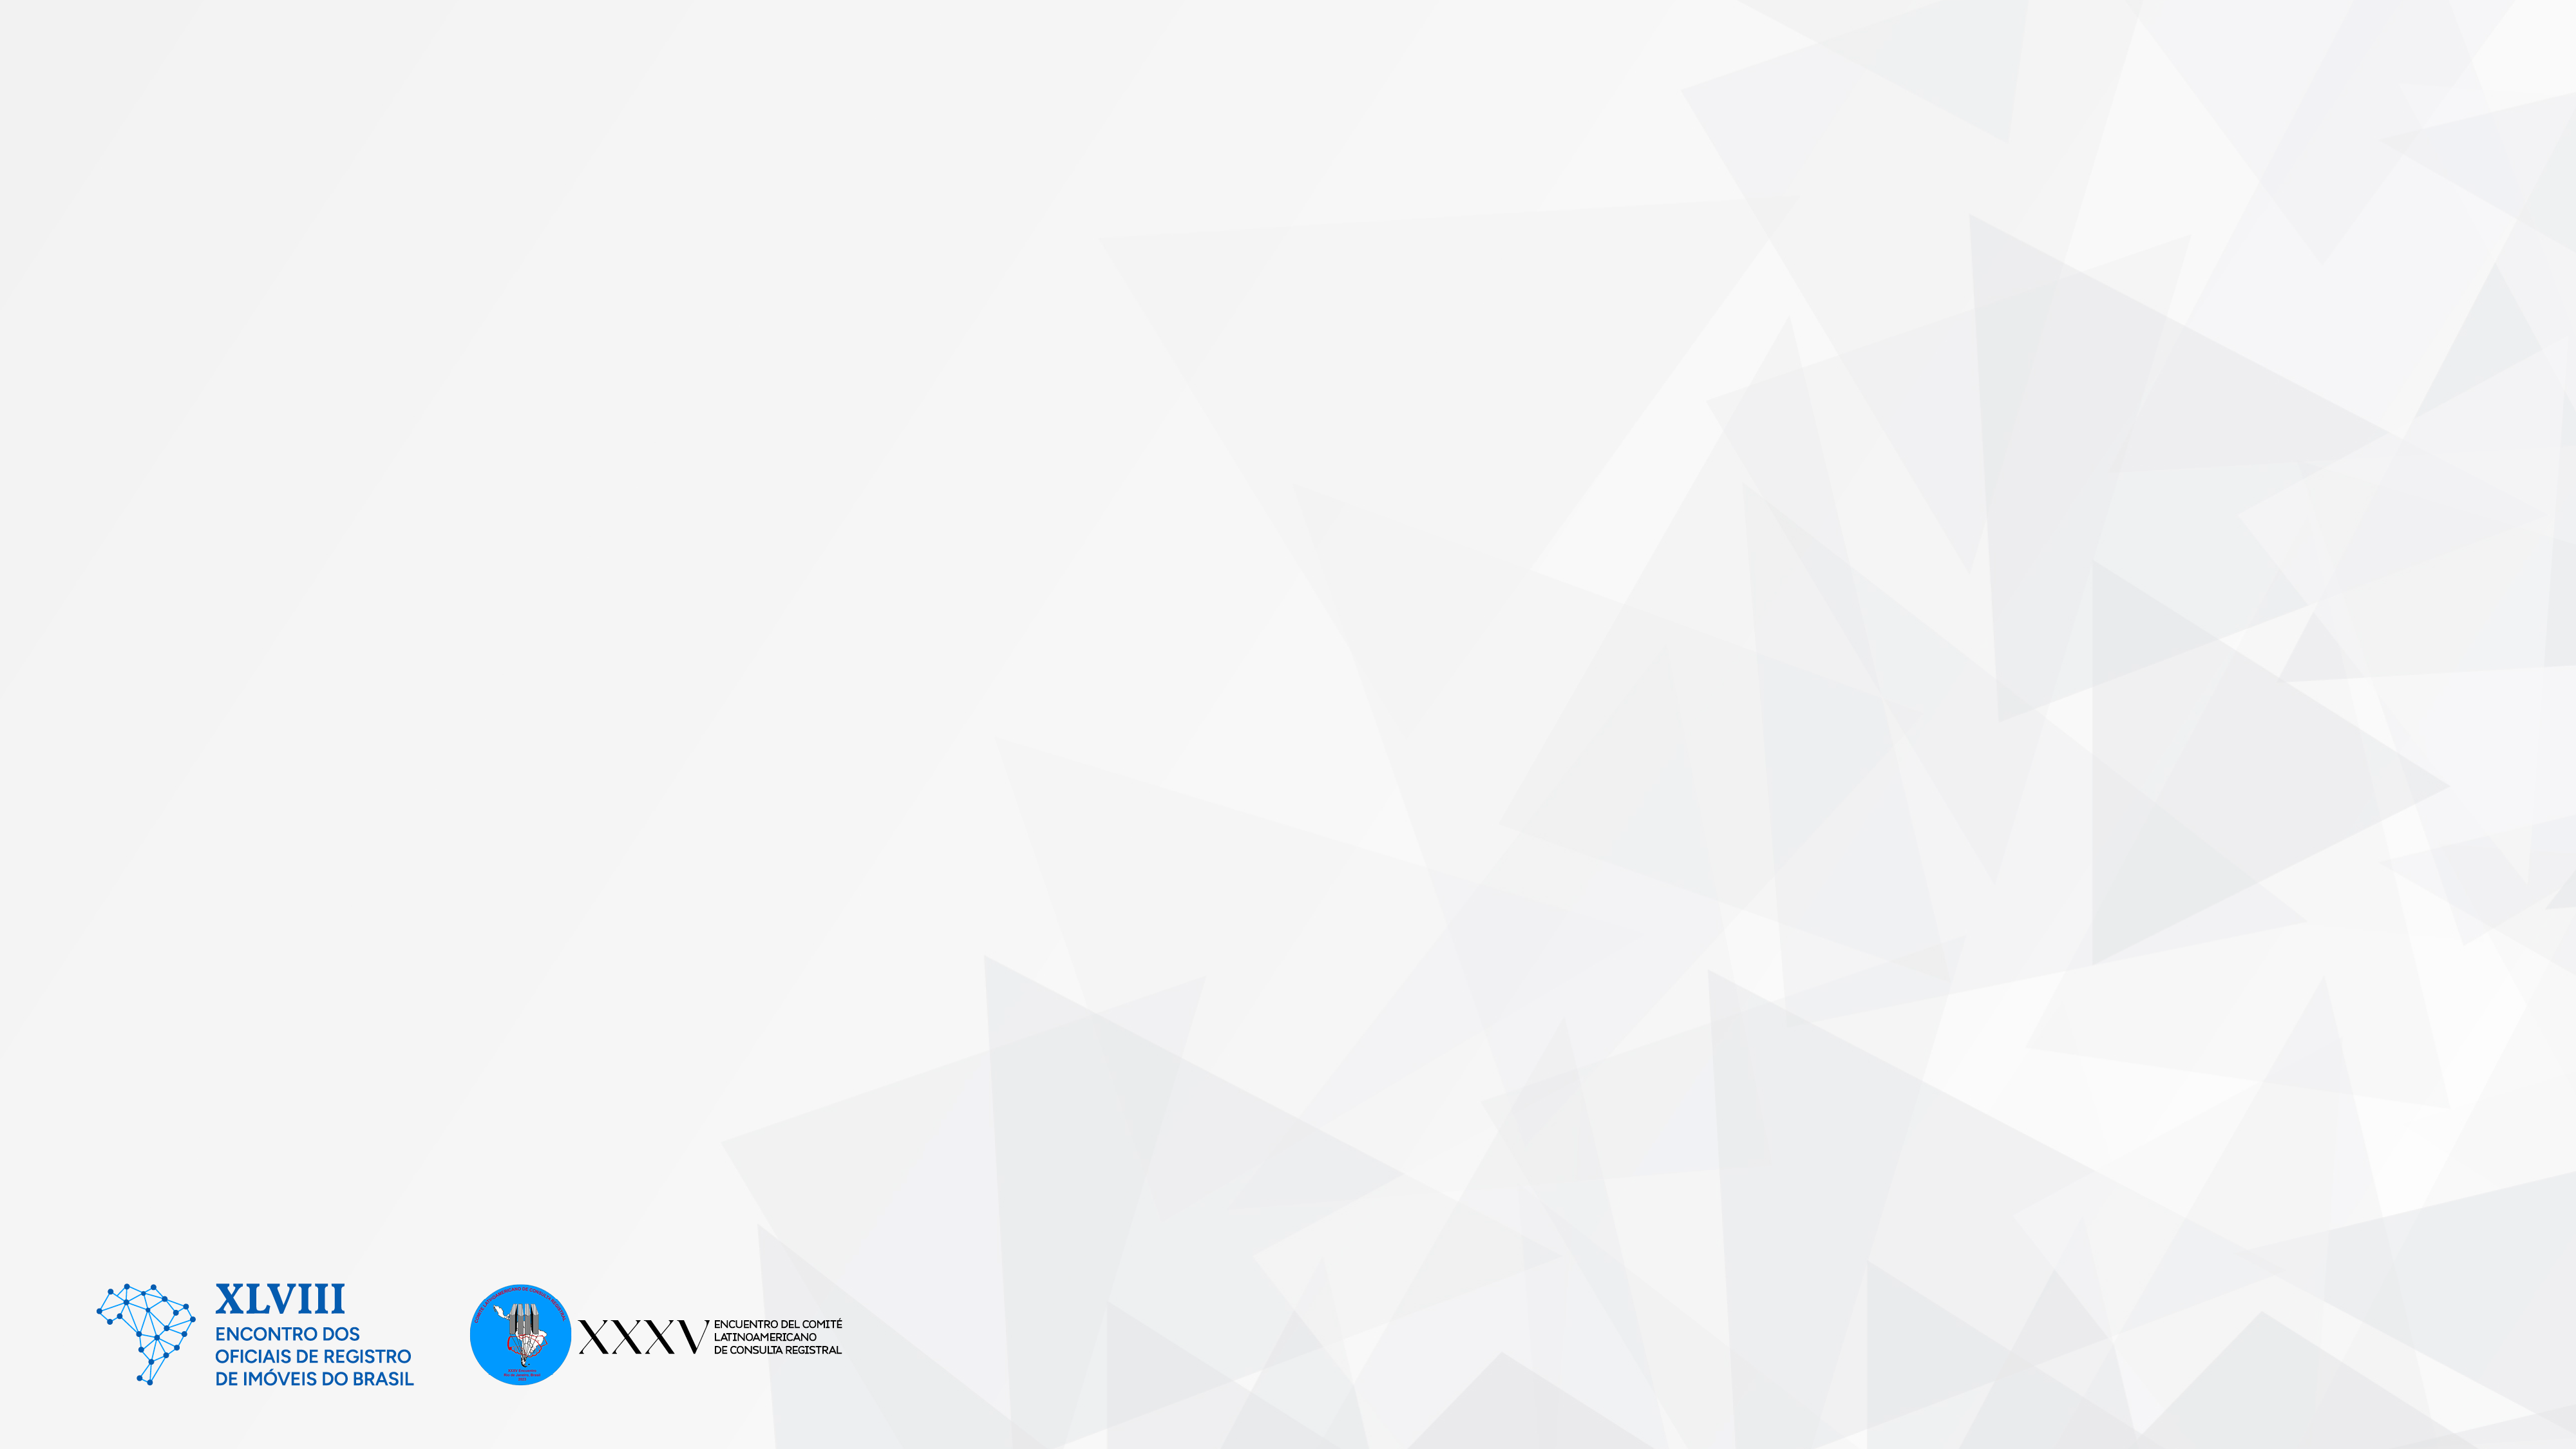 XLVIII
ENCONTRO DOS
OFICIAIS DE REGISTRO
DE IMÓVEIS DO BRASIL
XXXV
ENCUENTRO DEL COMITÉ
LATINOAMERICANO
DE CONSULTA REGISTRAL